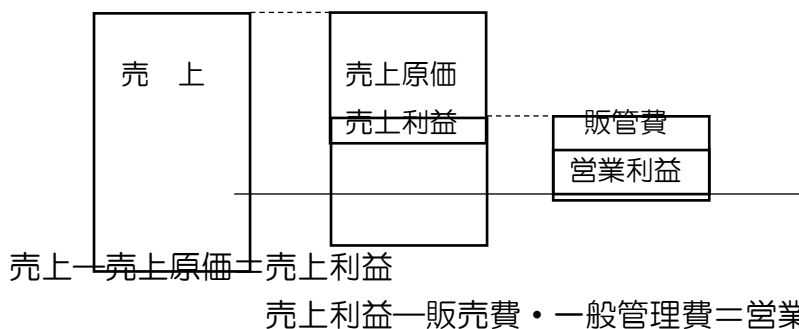 売　上
売上原価
売上利益
販管費
営業利益
売上―売上原価＝売上利益
売上利益―販売費・一般管理費＝営業